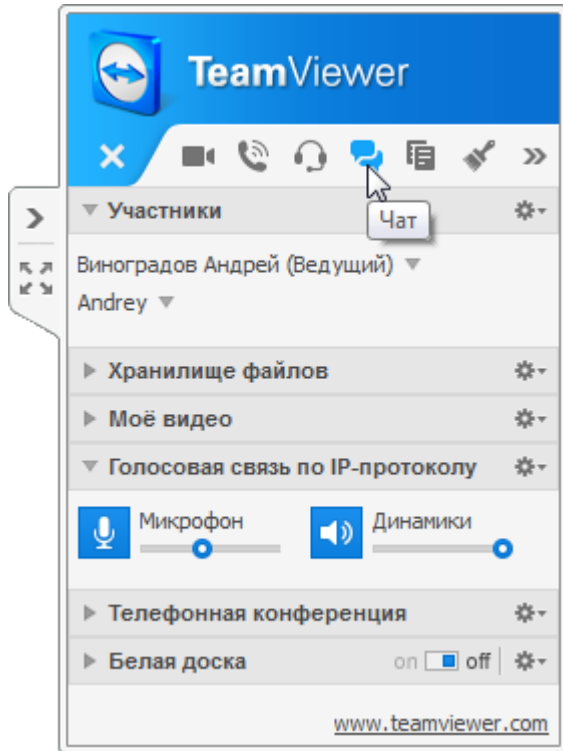 TeamViewer
Чат
Участники
Виноградов Андрей (Ведущий)
Andrey
Хранилище файлов
Моё видео
Голосовая связь по IP-протоколу
Микрофон Динамики
Телефонная конференция
Белая доска on off
www.teamviewer.com